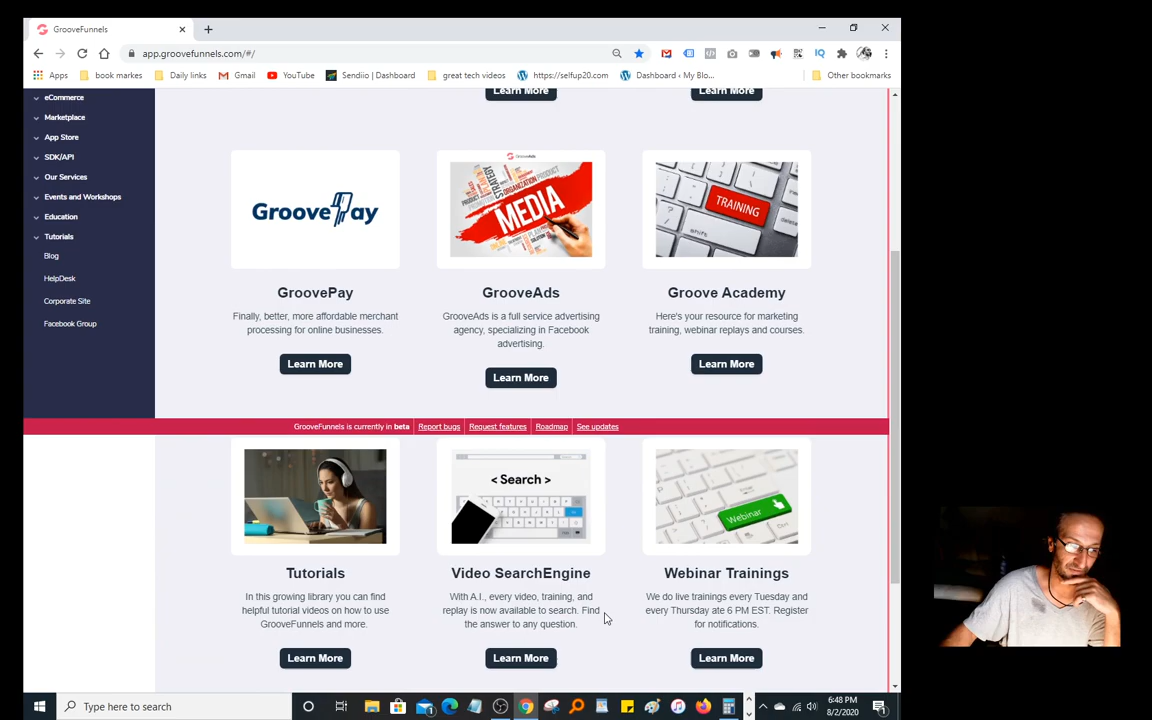 GrooveFunnels
app.groovefunnels.com/#/
Apps book markes Daily links Gmail YouTube Sendiio | Dashboard great tech videos https://selfup20.com Dashboard ‹ My Blo... Other bookmarks
eCommerce
Marketplace
App Store
SDK/API
Our Services
Events and Workshops
Education
Tutorials
Blog
HelpDesk
Corporate Site
Facebook Group
Learn More Learn More
GroovePay
GrooveAds
MEDIA
STRATEGY
ORGANIZATION PRODUCT
TRAINING
shift
GroovePay GrooveAds Groove Academy
Finally, better, more affordable merchant
processing for online businesses.
GrooveAds is a full service advertising
agency, specializing in Facebook
advertising.
Here's your resource for marketing
training, webinar replays and courses.
Learn More Learn More Learn More
GrooveFunnels is currently in beta Report bugs Request features Roadmap See updates
< Search >
Webinar
Tutorials Video SearchEngine Webinar Trainings
In this growing library you can find
helpful tutorial videos on how to use
GrooveFunnels and more.
With A.I., every video, training, and
replay is now available to search. Find
the answer to any question.
We do live trainings every Tuesday and
every Thursday ate 6 PM EST. Register
for notifications.
Learn More Learn More Learn More
Type here to search
6:48 PM
8/2/2020